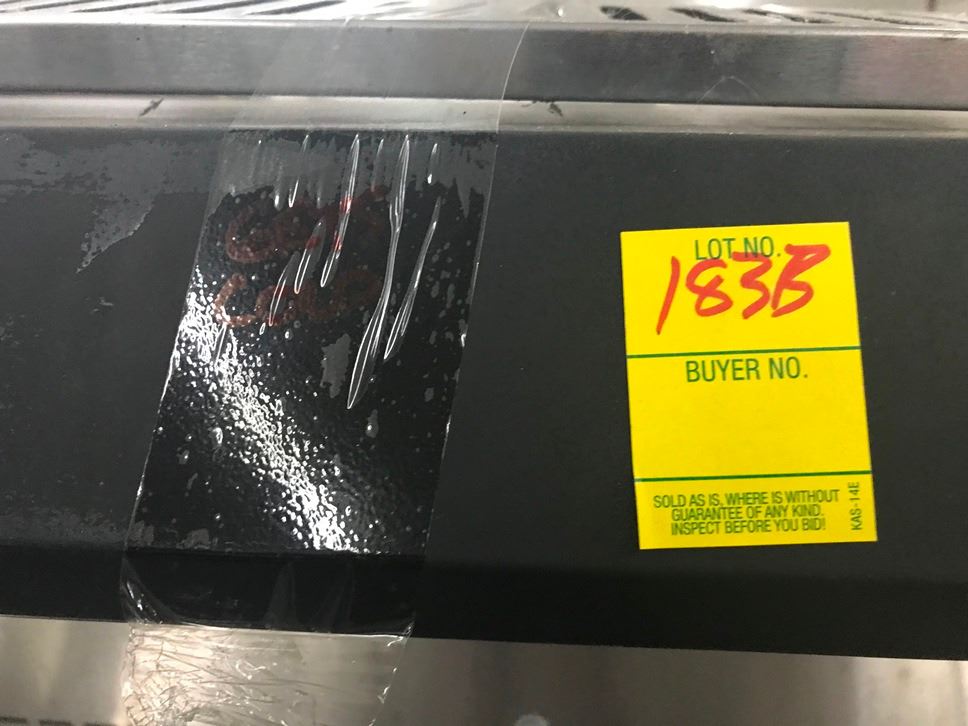 LOT NO.
183B
BUYER NO.
SOLD AS IS, WHERE IS WITHOUT
GUARANTEE OF ANY KIND.
INSPECT BEFORE YOU BID!
KAS-14E